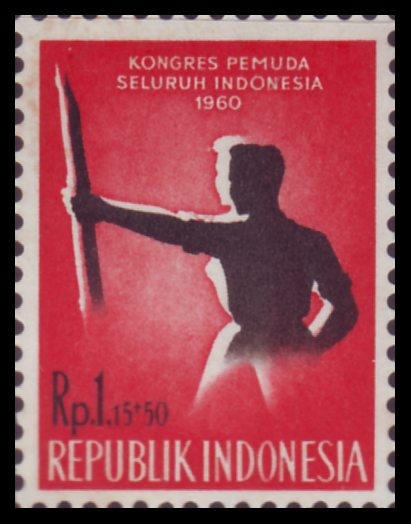 KONGRES PEMUDA
SELURUH INDONESIA
1960
Rp.1,15+50
REPUBLIK INDONESIA